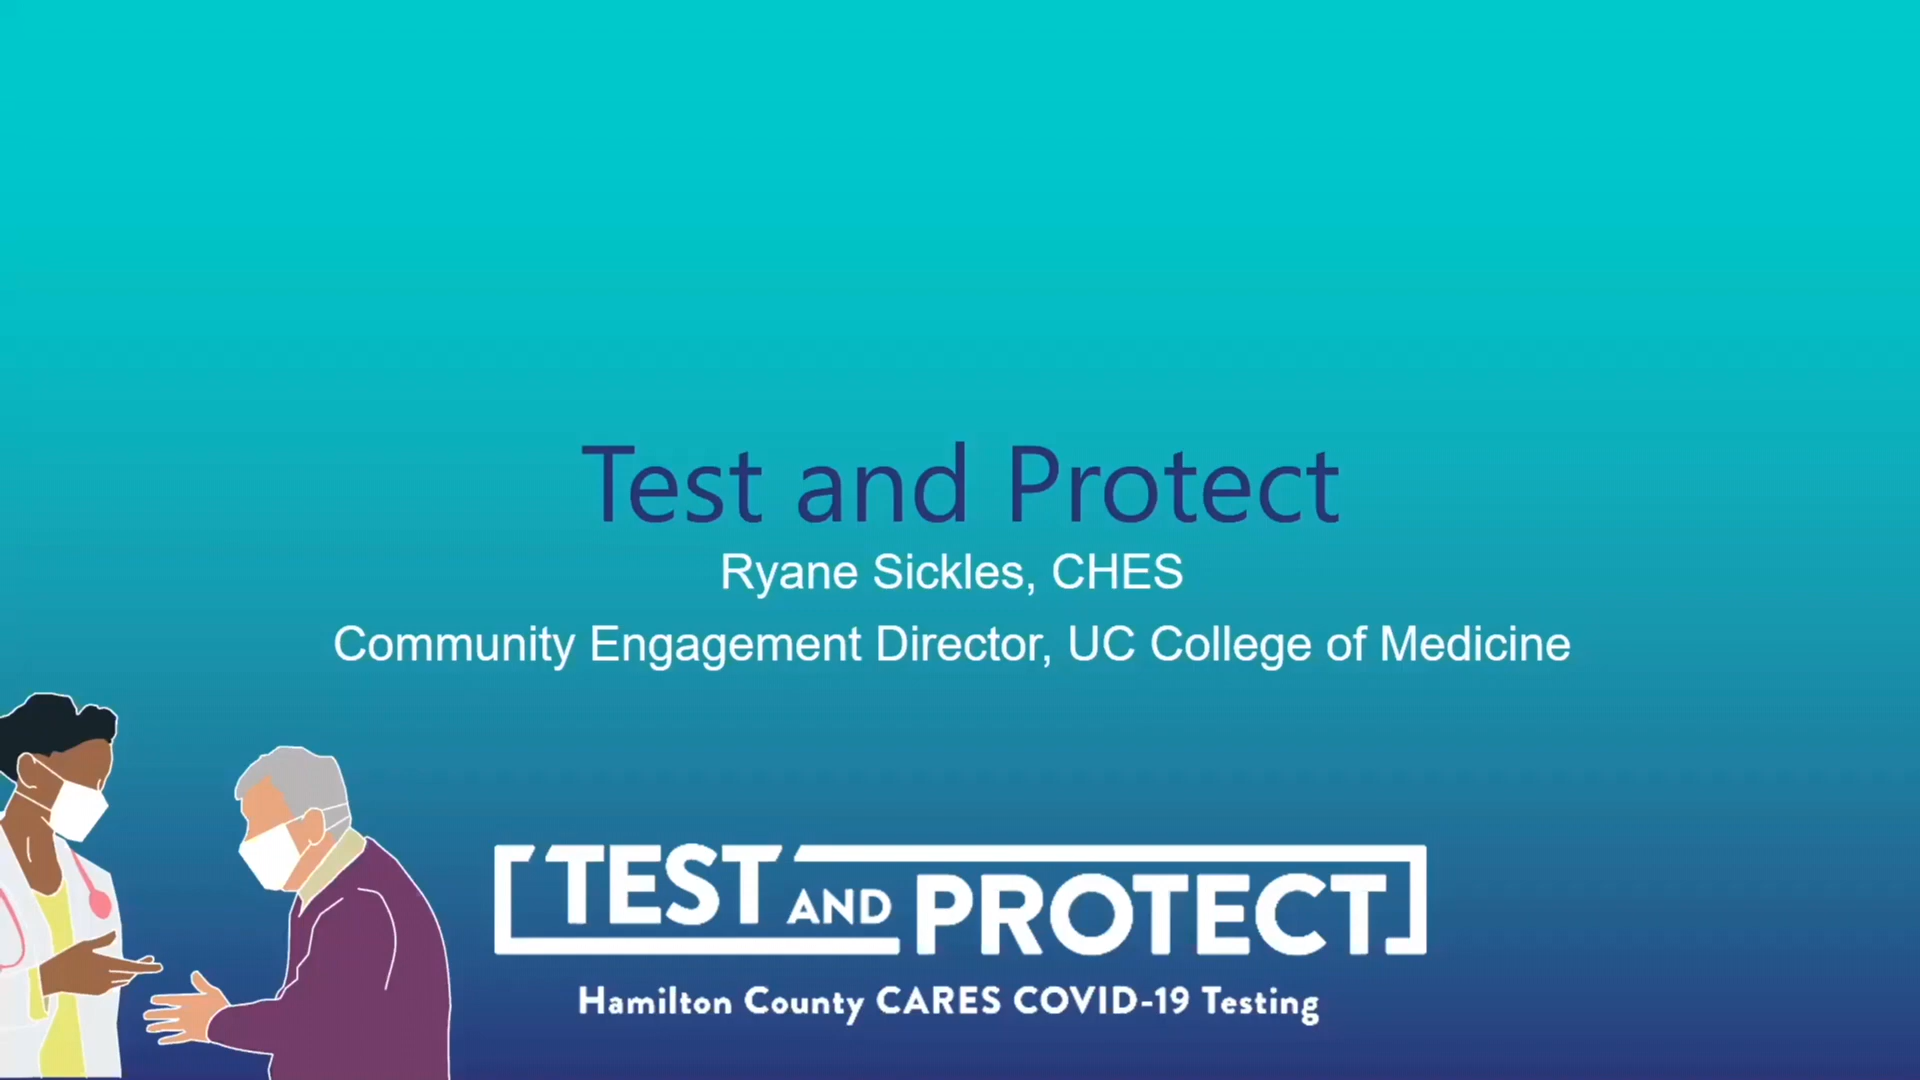 Test and Protect
Ryane Sickles, CHES
Community Engagement Director, UC College of Medicine
TEST AND PROTECT
Hamilton County CARES COVID-19 Testing